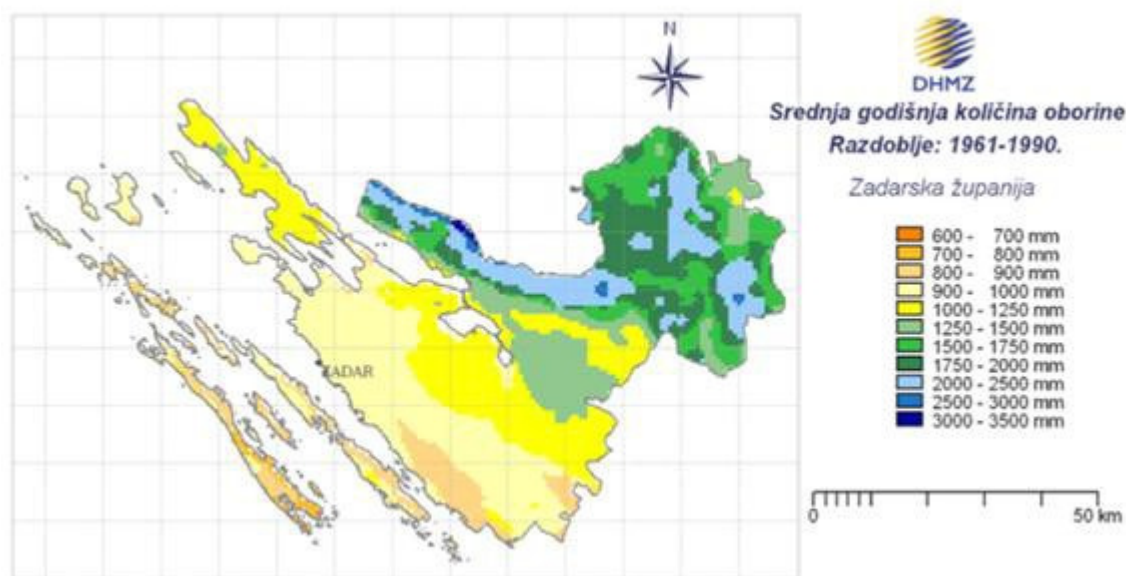 N
DHMZ
Srednja godišnja količina oborine
Razdoblje: 1961-1990.
Zadarska županija
600 - 700 mm
700 - 800 mm
800 - 900 mm
900 - 1000 mm
1000 - 1250 mm
1250 - 1500 mm
1500 - 1750 mm
1750 - 2000 mm
2000 - 2500 mm
2500 - 3000 mm
3000 - 3500 mm
ZADAR
0 50 km